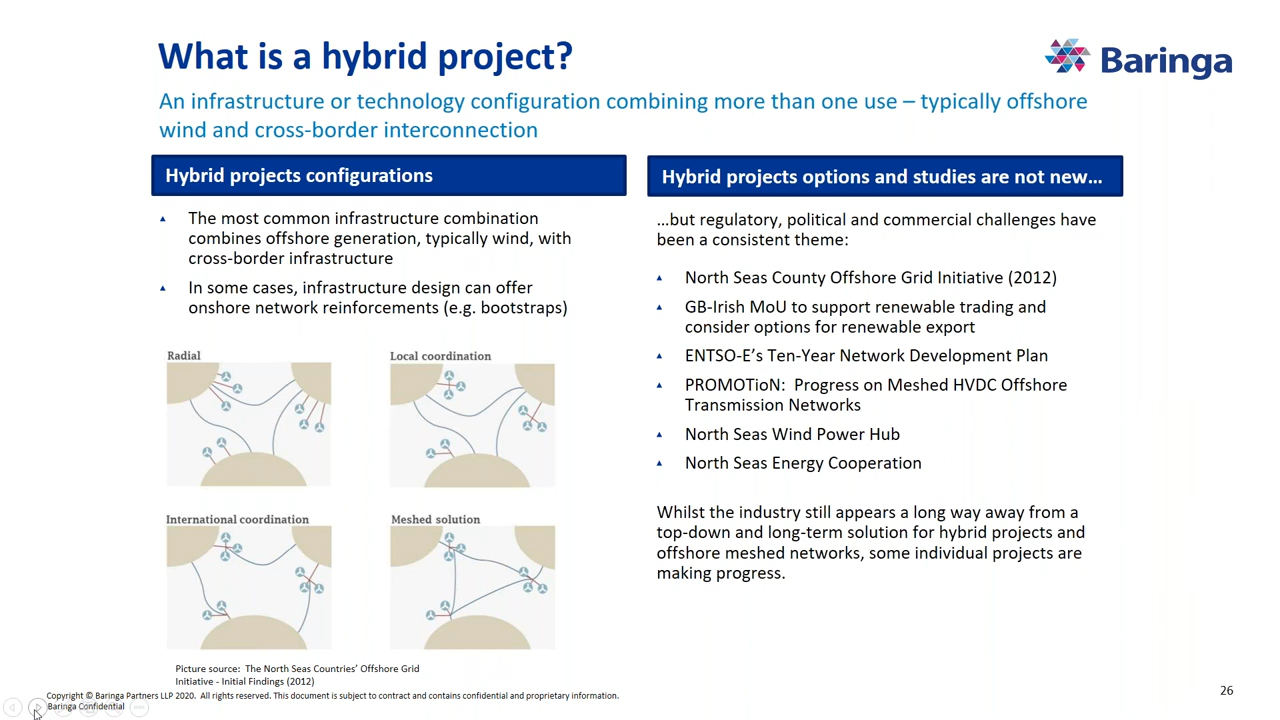 What is a hybrid project?
Baringa
An infrastructure or technology configuration combining more than one use – typically offshore
wind and cross-border interconnection
Hybrid projects configurations
The most common infrastructure combination
combines offshore generation, typically wind, with
cross-border infrastructure
In some cases, infrastructure design can offer
onshore network reinforcements (e.g. bootstraps)
Radial
Local coordination
International coordination
Meshed solution
Picture source: The North Seas Countries' Offshore Grid
Initiative - Initial Findings (2012)
Hybrid projects options and studies are not new…
…but regulatory, political and commercial challenges have
been a consistent theme:
North Seas County Offshore Grid Initiative (2012)
GB-Irish MoU to support renewable trading and
consider options for renewable export
ENTSO-E's Ten-Year Network Development Plan
PROMOTioN: Progress on Meshed HVDC Offshore
Transmission Networks
North Seas Wind Power Hub
North Seas Energy Cooperation
Whilst the industry still appears a long way away from a
top-down and long-term solution for hybrid projects and
offshore meshed networks, some individual projects are
making progress.
Copyright © Baringa Partners LLP 2020. All rights reserved. This document is subject to contract and contains confidential and proprietary information.
Baringa Confidential
26